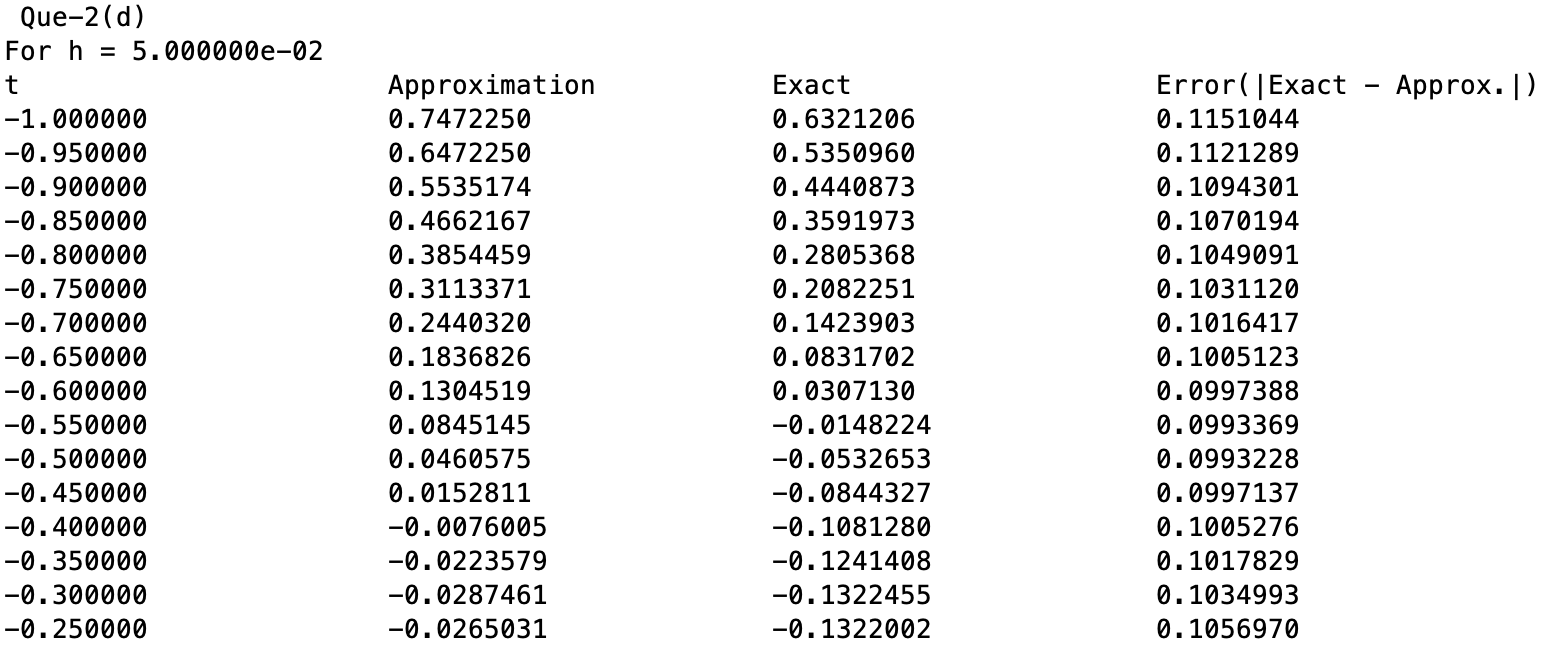 Que-2(d)
For h = 5.000000e-02
t Approximation Exact Error(|Exact - Approx.|)
-1.000000 0.7472250 0.6321206 0.1151044
-0.950000 0.6472250 0.5350960 0.1121289
-0.900000 0.5535174 0.4440873 0.1094301
-0.850000 0.4662167 0.3591973 0.1070194
-0.800000 0.3854459 0.2805368 0.1049091
-0.750000 0.3113371 0.2082251 0.1031120
-0.700000 0.2440320 0.1423903 0.1016417
-0.650000 0.1836826 0.0831702 0.1005123
-0.600000 0.1304519 0.0307130 0.0997388
-0.550000 0.0845145 -0.0148224 0.0993369
-0.500000 0.0460575 -0.0532653 0.0993228
-0.450000 0.0152811 -0.0844327 0.0997137
-0.400000 -0.0076005 -0.1081280 0.1005276
-0.350000 -0.0223579 -0.1241408 0.1017829
-0.300000 -0.0287461 -0.1322455 0.1034993
-0.250000 -0.0265031 -0.1322002 0.1056970